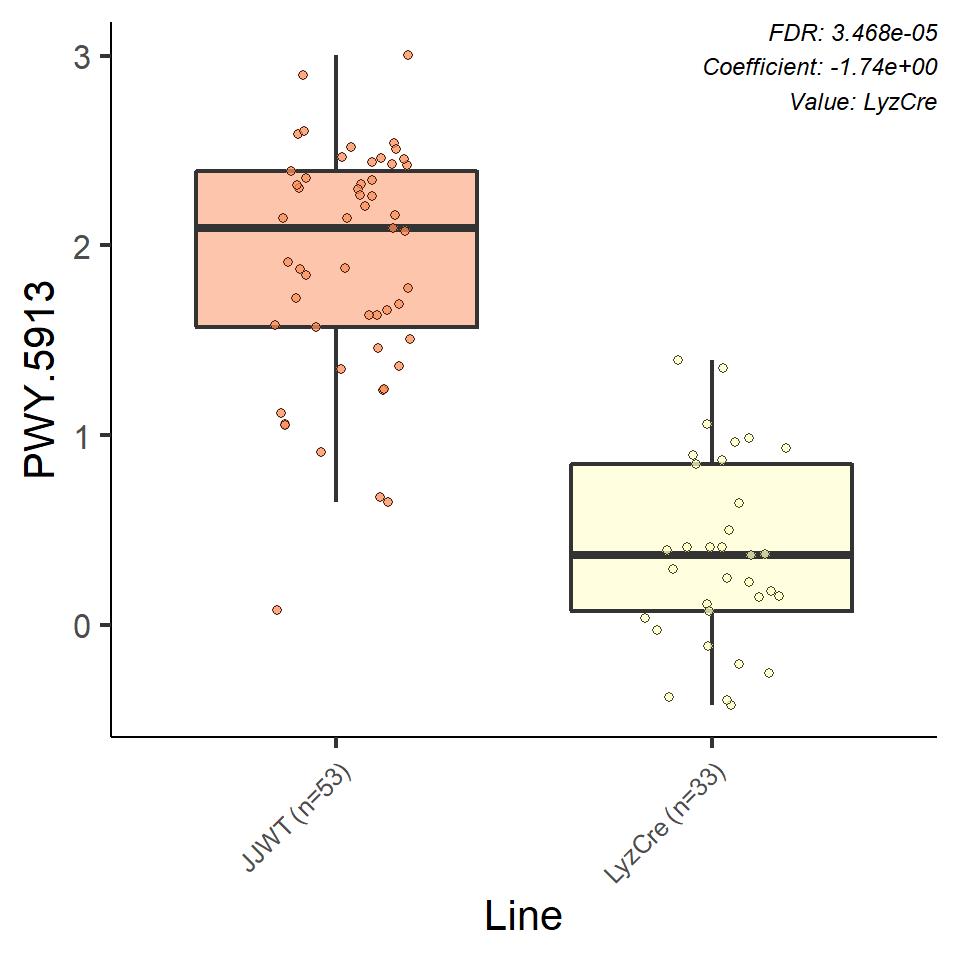 FDR: 3.468e-05
Coefficient: -1.74e+00
Value: LyzCre
3
2
1
0
PWY.5913
JJWT (n=53)
LyzCre (n=33)
Line